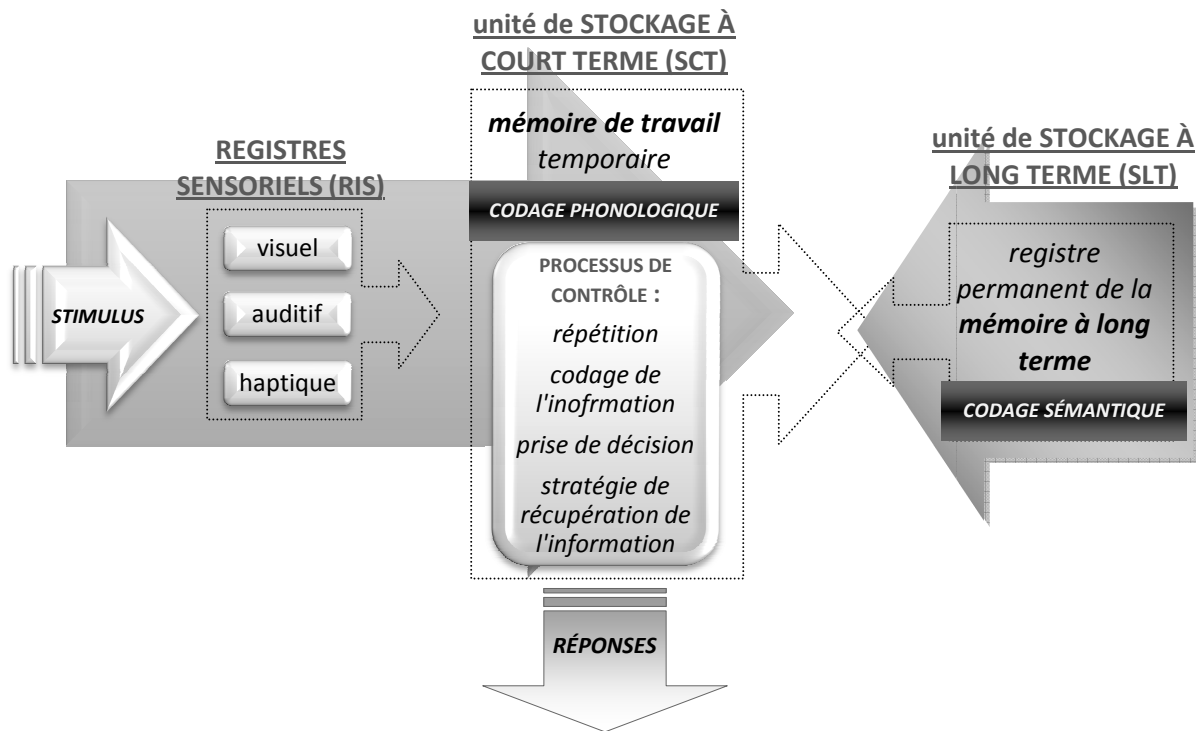 STIMULUS
REGISTRES
SENSORIELS (RIS)
visuel
auditif
haptique
unité de STOCKAGE À
COURT TERME (SCT)
mémoire de travail
temporaire
CODAGE PHONOLOGIQUE
PROCESSUS DE
CONTRÔLE :
répétition
codage de
l'inofrmation
prise de décision
stratégie de
récupération de
l'information
RÉPONSES
unité de STOCKAGE À
LONG TERME (SLT)
registre
permanent de la
mémoire à long
terme
CODAGE SÉMANTIQUE